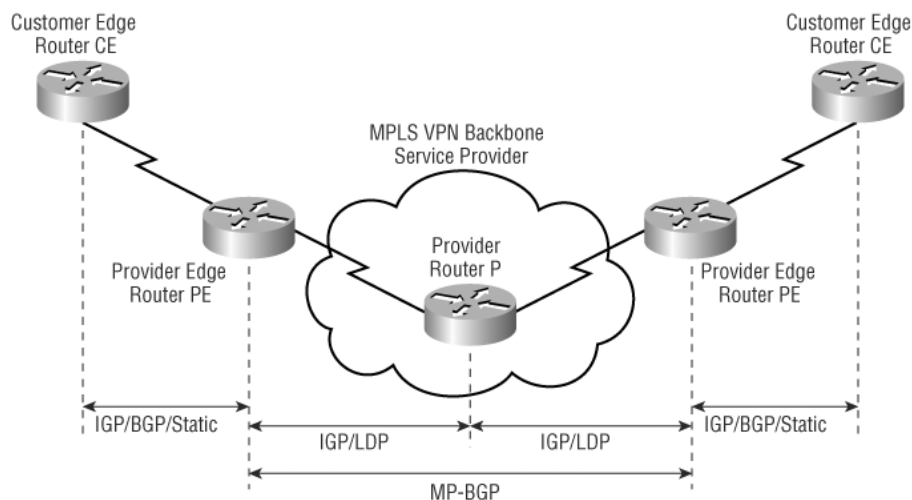 Customer Edge
Router CE
Customer Edge
Router CE
MPLS VPN Backbone
Service Provider
Provider
Router P
Provider Edge
Router PE
Provider Edge
Router PE
IGP/BGP/Static
IGP/BGP/Static
IGP/LDP
IGP/LDP
MP-BGP